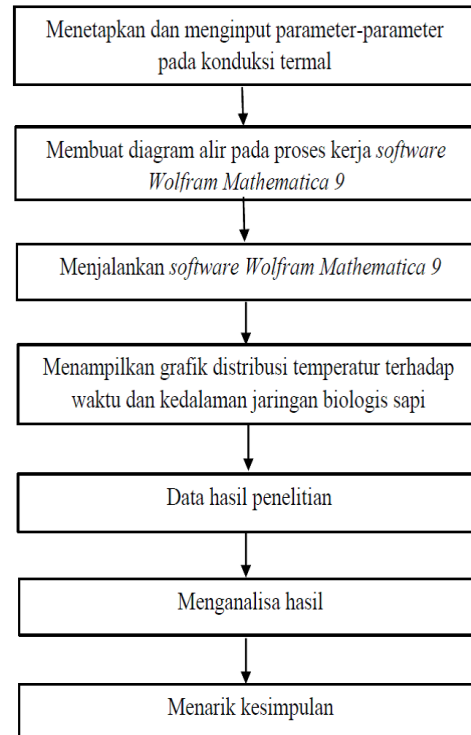 Menetapkan dan menginput parameter-parameter
pada konduksi termal
Membuat diagram alir pada proses kerja software
Wolfram Mathematica 9
Menjalankan software Wolfram Mathematica 9
Menampilkan grafik distribusi temperatur terhadap
waktu dan kedalaman jaringan biologis sapi
Data hasil penelitian
Menganalisa hasil
Menarik kesimpulan